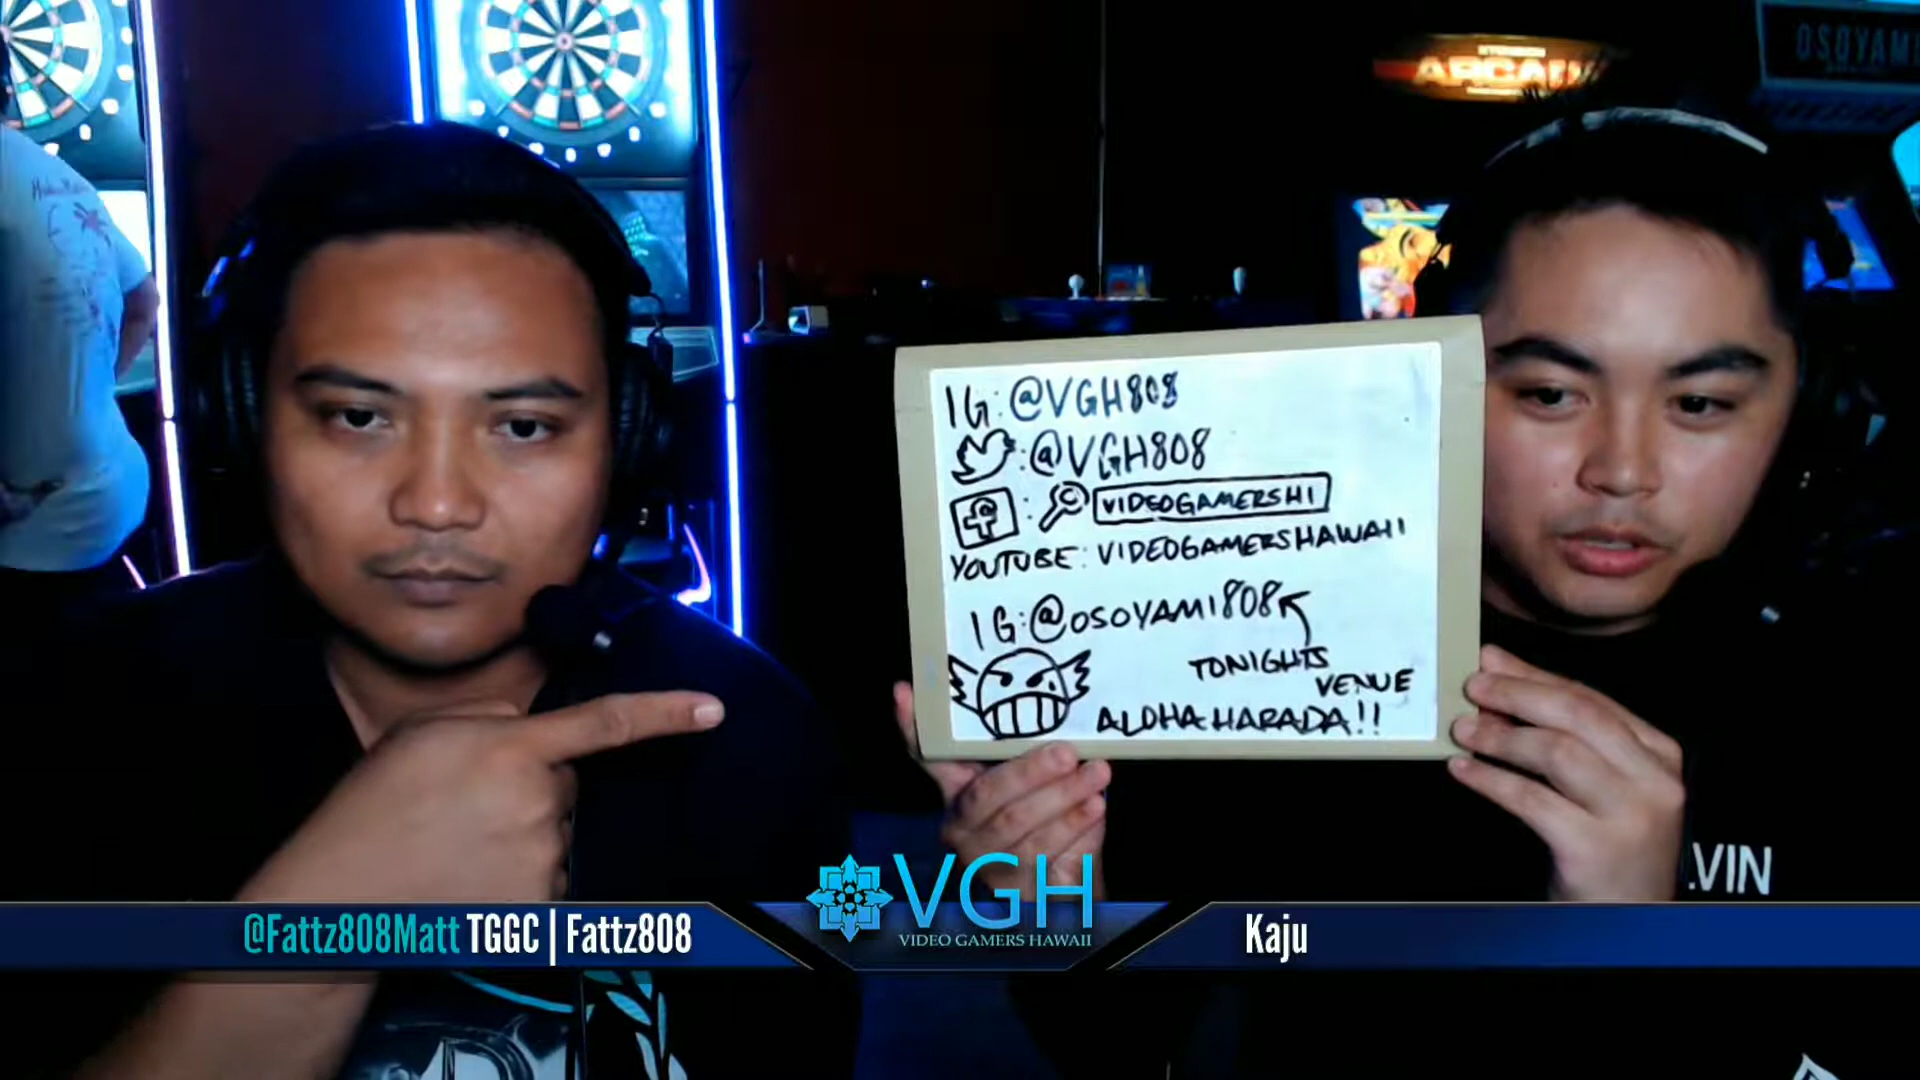 ARCADE
OSOYAMI
IG: @VGH808
: @VGH808
: VIDEOGAMERSHI
YOUTUBE: VIDEOGAMERSHAWAII
IG: @OSOYAMI808
TONIGHTS
VENUE
ALOHA HARADA!!
.VIN
@Fattz808Matt TGGC | Fattz808
VGH
VIDEO GAMERS HAWAII
Kaju